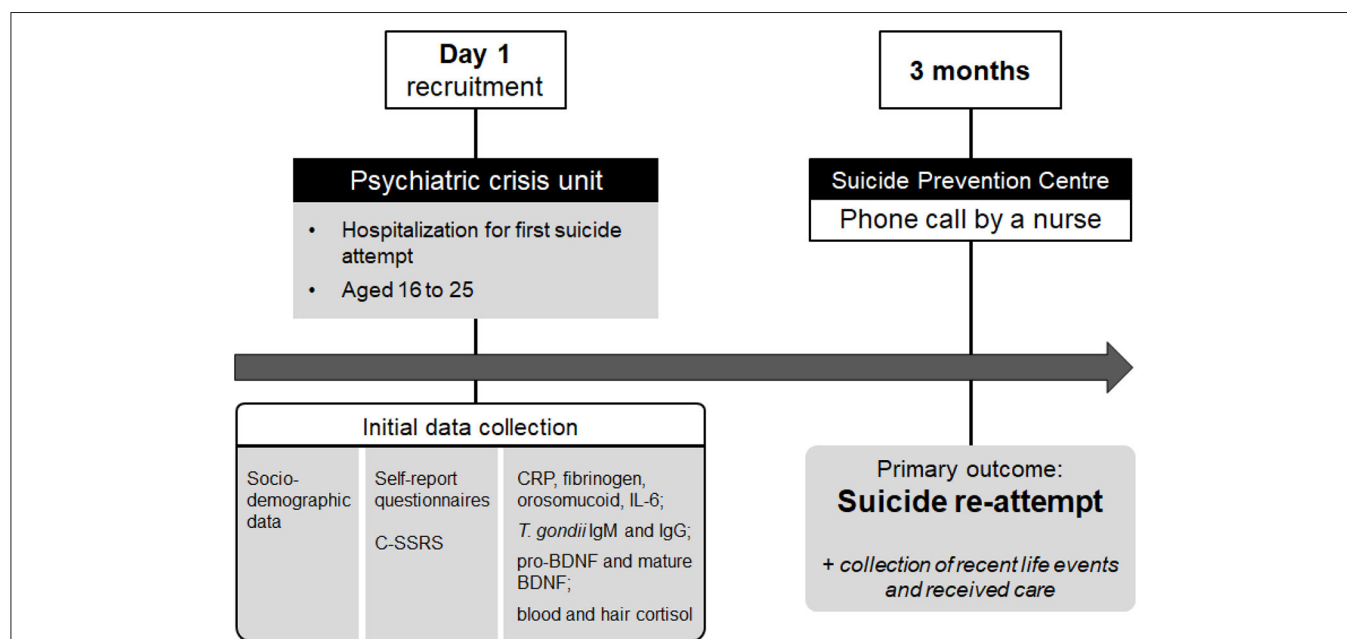 Day 1
recruitment
3 months
Psychiatric crisis unit
• Hospitalization for first suicide
attempt
• Aged 16 to 25
Suicide Prevention Centre
Phone call by a nurse
Initial data collection
Socio-
demographic
data
Self-report
questionnaires
C-SSRS
CRP, fibrinogen,
orosomucoid, IL-6;
T. gondii IgM and IgG;
pro-BDNF and mature
BDNF;
blood and hair cortisol
Primary outcome:
Suicide re-attempt
+ collection of recent life events
and received care